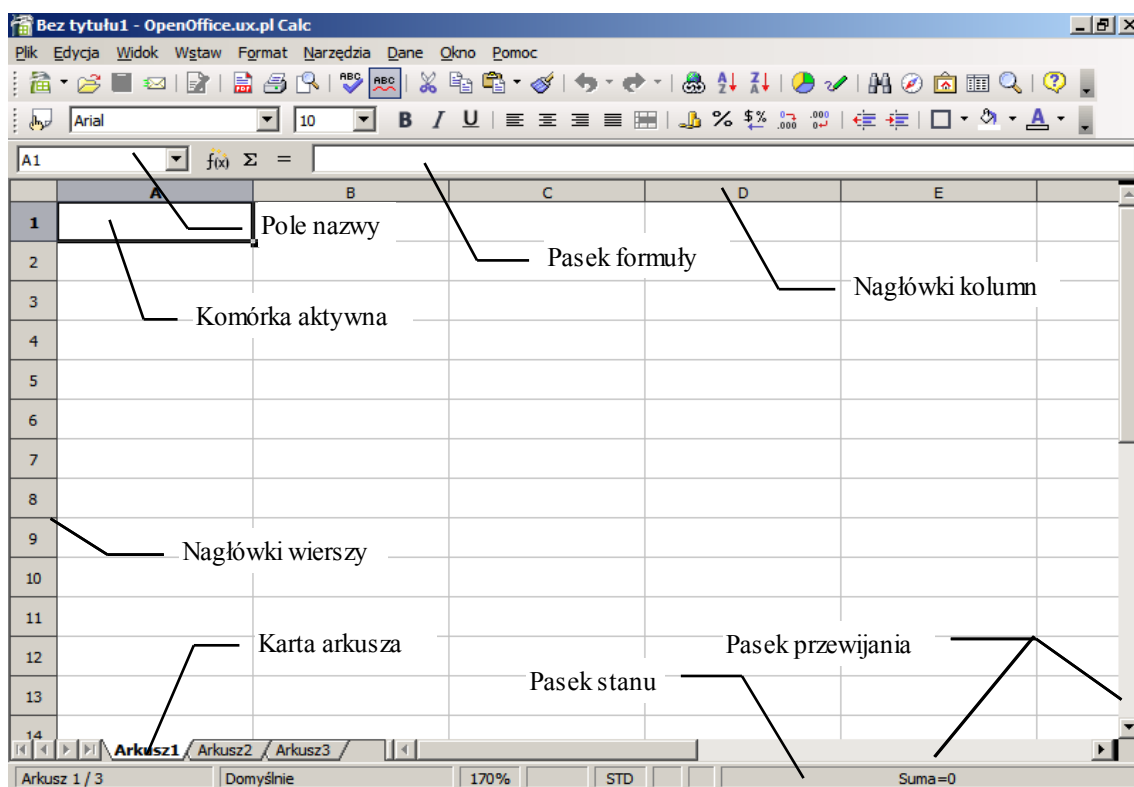 Bez tytułu1 - OpenOffice.ux.pl Calc
Plik Edycja Widok Wstaw Format Narzędzia Dane Okno Pomoc
Arial 10 B I U
A1 f(x) Σ =
A B C D E
1
Pole nazwy
2
Pasek formuły
Nagłówki kolumn
3
Komórka aktywna
4
5
6
7
8
9
Nagłówki wierszy
10
11
Karta arkusza
Pasek przewijania
12
Pasek stanu
13
14
Arkusz1 Arkusz2 Arkusz3
Arkusz 1 / 3 Domyślnie 170% STD Suma=0